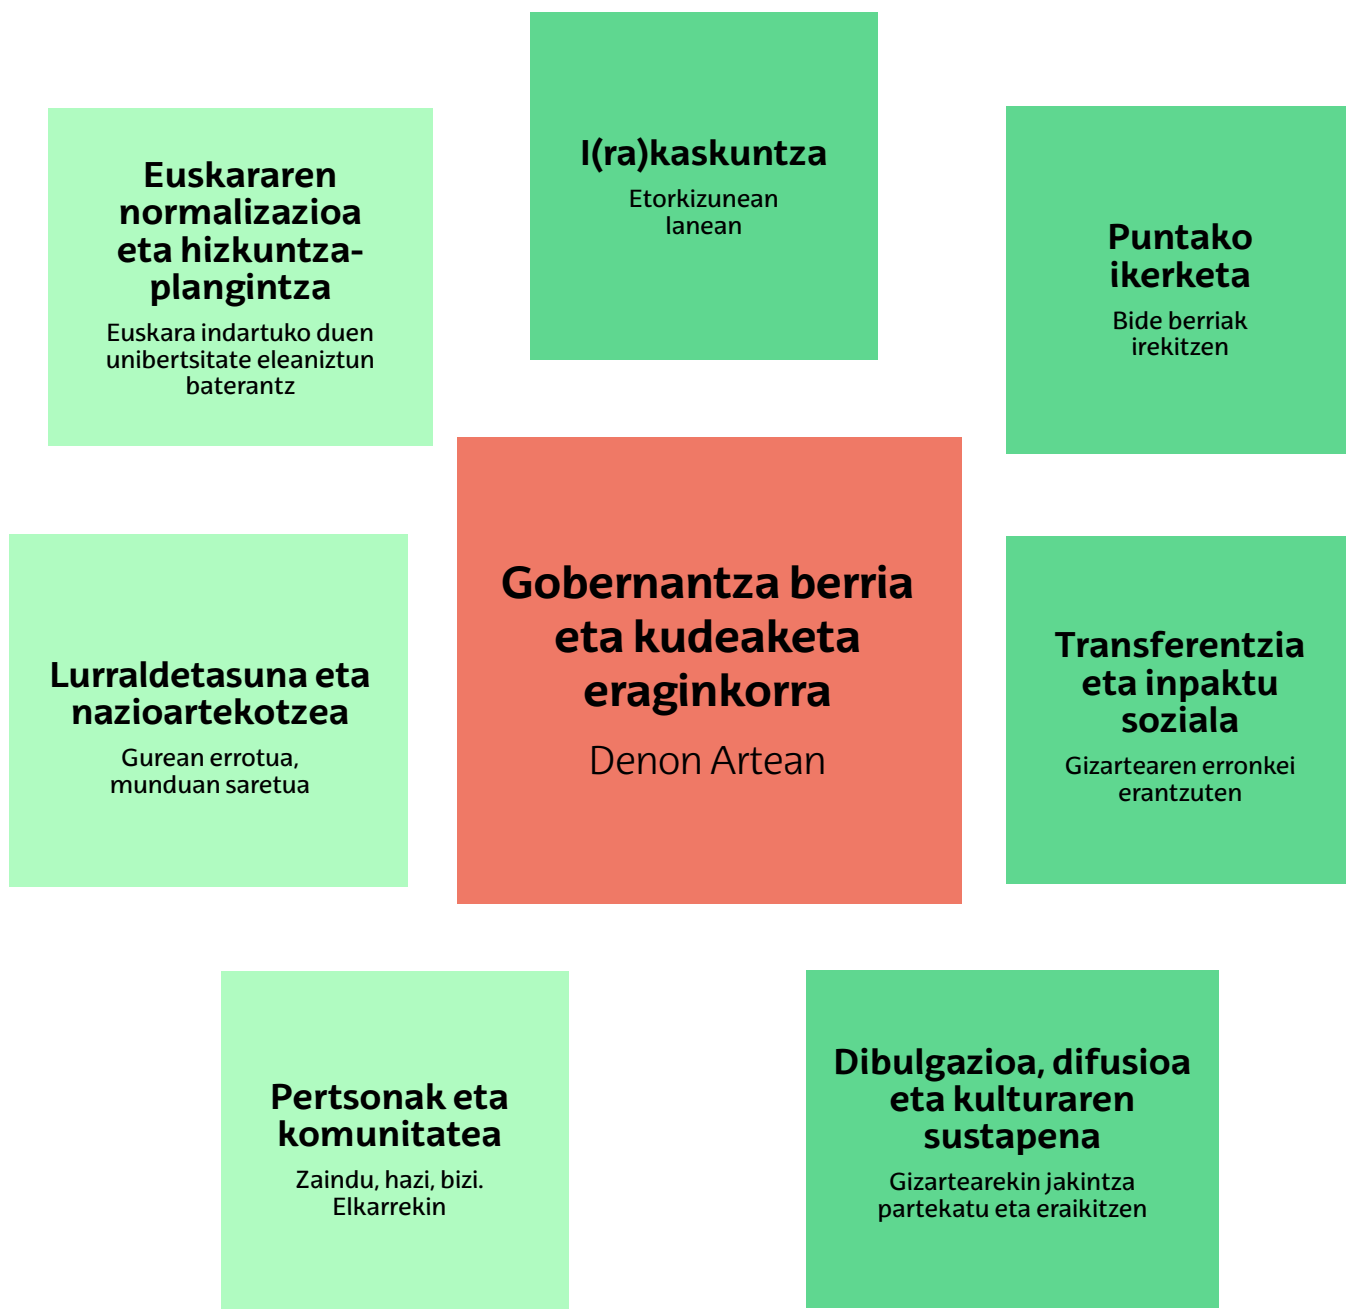 I(ra)kaskuntza
Etorkizunean
lanean
Euskararen
normalizazioa
eta hizkuntza-
plangintza
Euskara indartuko duen
unibertsitate eleaniztun
baterantz
Puntako
ikerketa
Bide berriak
irekitzen
Gobernantza berria
eta kudeaketa
eraginkorra
Denon Artean
Lurraldetasuna eta
nazioartekotzea
Gurean errotua,
munduan saretua
Transferentzia
eta inpaktu
soziala
Gizartearen erronkei
erantzuten
Pertsonak eta
komunitatea
Zaindu, hazi, bizi.
Elkarrekin
Dibulgazioa, difusioa
eta kulturaren
sustapena
Gizartearekin jakintza
partekatu eta eraikitzen